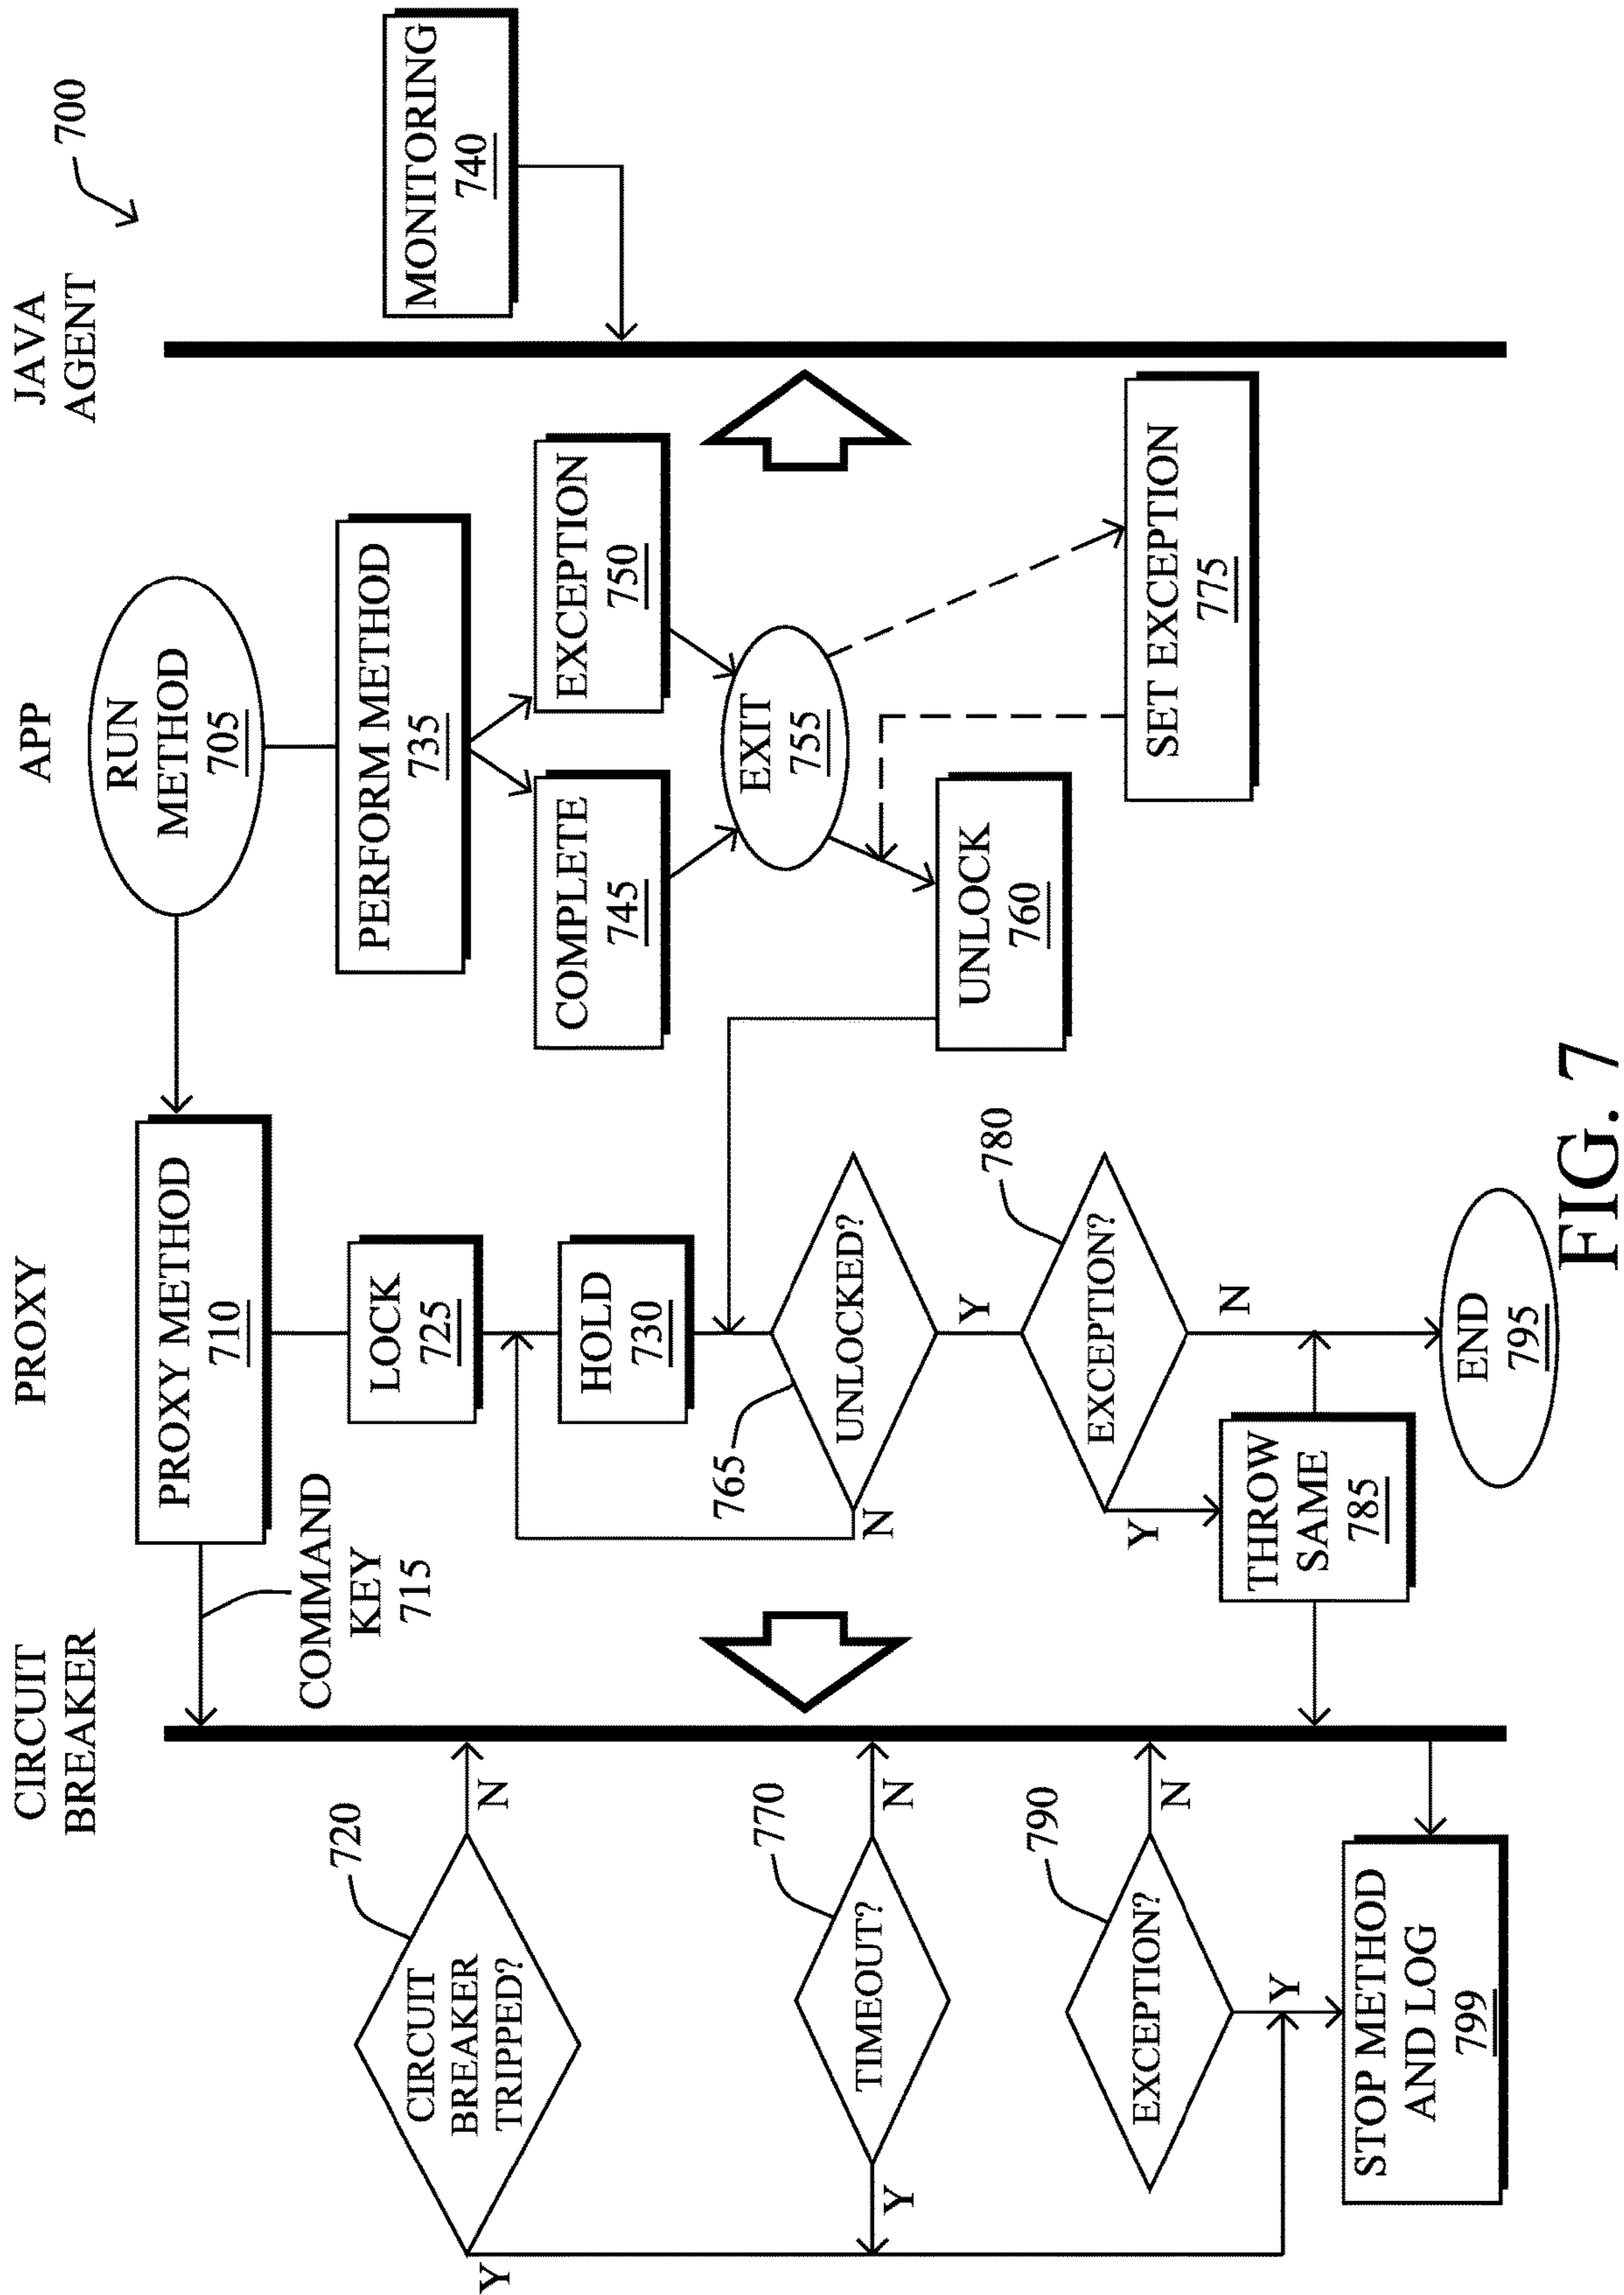 CIRCUIT
BREAKER
PROXY
APP
JAVA
AGENT
700
CIRCUIT
BREAKER
TRIPPED?
720
Y
N
TIMEOUT?
770
Y
N
EXCEPTION?
790
Y
N
STOP METHOD
AND LOG
799
COMMAND
KEY
715
PROXY METHOD
710
LOCK
725
HOLD
730
UNLOCKED?
765
N
Y
EXCEPTION?
780
Y
N
THROW
SAME
785
END
795
RUN
METHOD
705
PERFORM METHOD
735
COMPLETE
745
EXCEPTION
750
EXIT
755
UNLOCK
760
SET EXCEPTION
775
MONITORING
740
FIG. 7